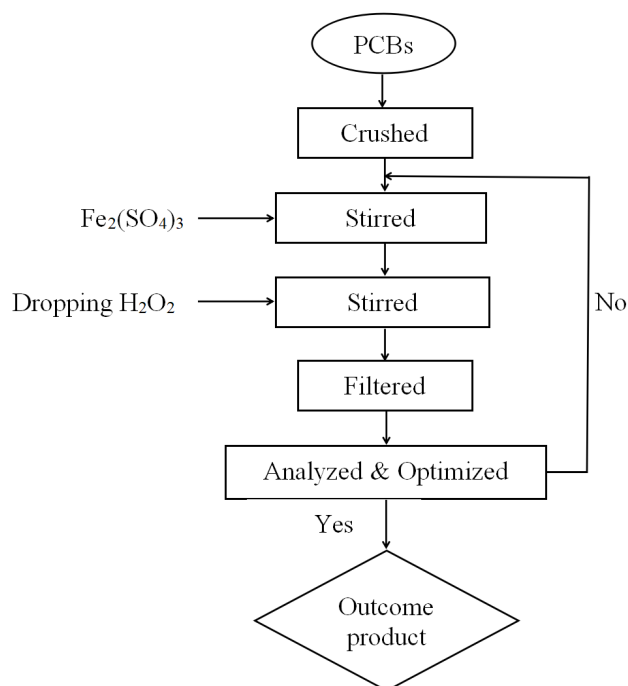 PCBs
Crushed
Fe₂(SO₄)₃
Stirred
Dropping H₂O₂
Stirred
No
Filtered
Analyzed & Optimized
Yes
Outcome
product